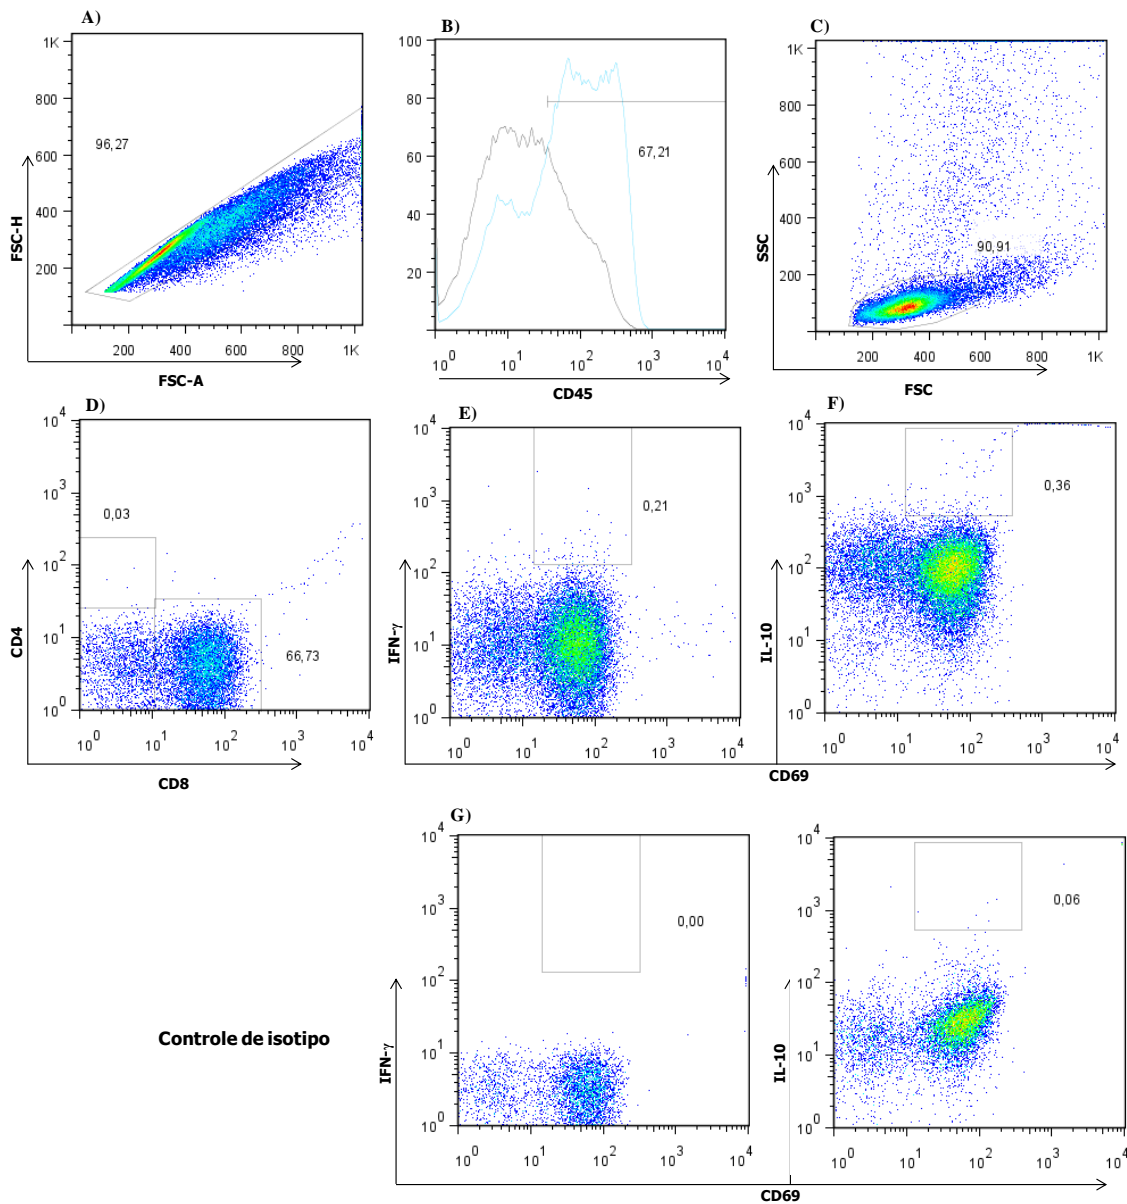 A)
1K
800
600
400
200
96,27
FSC-H
200 400 600 800 1K
FSC-A
B)
100
80
60
40
20
0
67,21
10^0 10^1 10^2 10^3 10^4
CD45
C)
1K
800
600
400
200
0
90,91
SSC
200 400 600 800 1K
FSC
D)
10^4
10^3
10^2
10^1
10^0
0,03
66,73
CD4
10^0 10^1 10^2 10^3 10^4
CD8
E)
10^4
10^3
10^2
10^1
10^0
0,21
IFN-γ
10^0 10^1 10^2 10^3 10^4
F)
10^4
10^3
10^2
10^1
10^0
0,36
IL-10
10^0 10^1 10^2 10^3 10^4
CD69
Controle de isotipo
G)
10^4
10^3
10^2
10^1
10^0
0,00
IFN-γ
10^0 10^1 10^2 10^3 10^4
10^4
10^3
10^2
10^1
10^0
0,06
IL-10
10^0 10^1 10^2 10^3 10^4
CD69